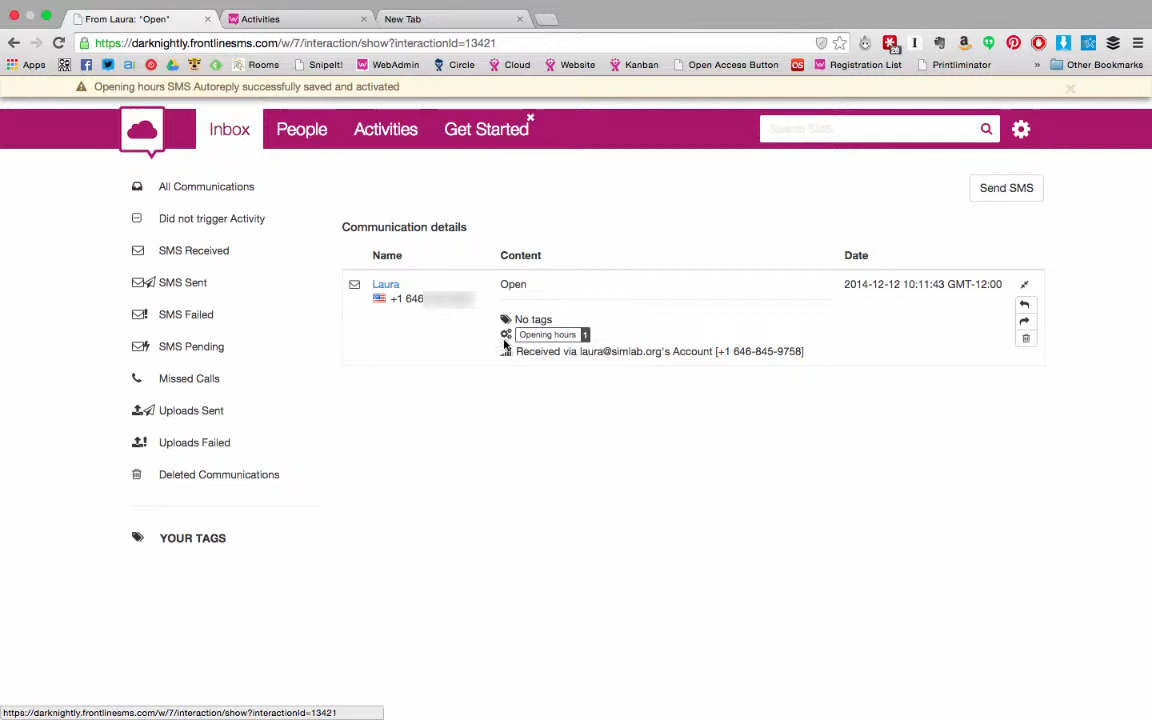 From Laura: "Open"
Activities
New Tab
https://darknightly.frontlinesms.com/w/7/interaction/show?interactionId=13421
Apps
Rooms
SnipeIt!
WebAdmin
Circle
Cloud
Website
Kanban
Open Access Button
Registration List
Printliminator
»
Other Bookmarks
Opening hours SMS Autoreply successfully saved and activated
Inbox
People
Activities
Get Started
Search SMS
Send SMS
All Communications
Did not trigger Activity
SMS Received
SMS Sent
SMS Failed
SMS Pending
Missed Calls
Uploads Sent
Uploads Failed
Deleted Communications
YOUR TAGS
Communication details
Name Content Date
Laura Open 2014-12-12 10:11:43 GMT-12:00
+1 646
No tags
Opening hours 1
Received via laura@simlab.org's Account [+1 646-845-9758]
https://darknightly.frontlinesms.com/w/7/interaction/show?interactionId=13421